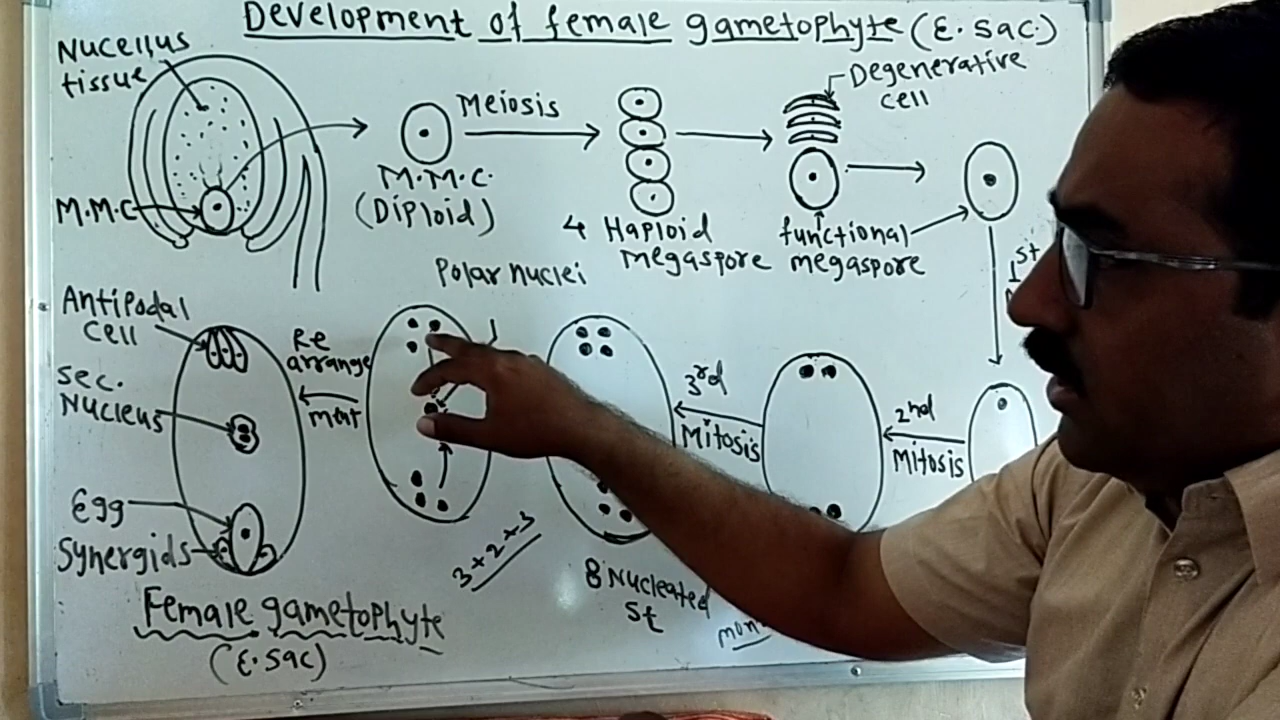 Development of female gametophyte (E. Sac.)
Nucellus
tissue
M.M.C
M.M.C.
(Diploid)
Meiosis
4 Haploid
megaspore
Degenerative
cell
functional
megaspore
1st
2nd
Mitosis
3rd
Mitosis
8 Nucleated
St
Polar nuclei
3+2+3
Re
arrange
ment
Antipodal
cell
Sec.
Nucleus
Egg
Synergids
Female gametophyte
(E. Sac)